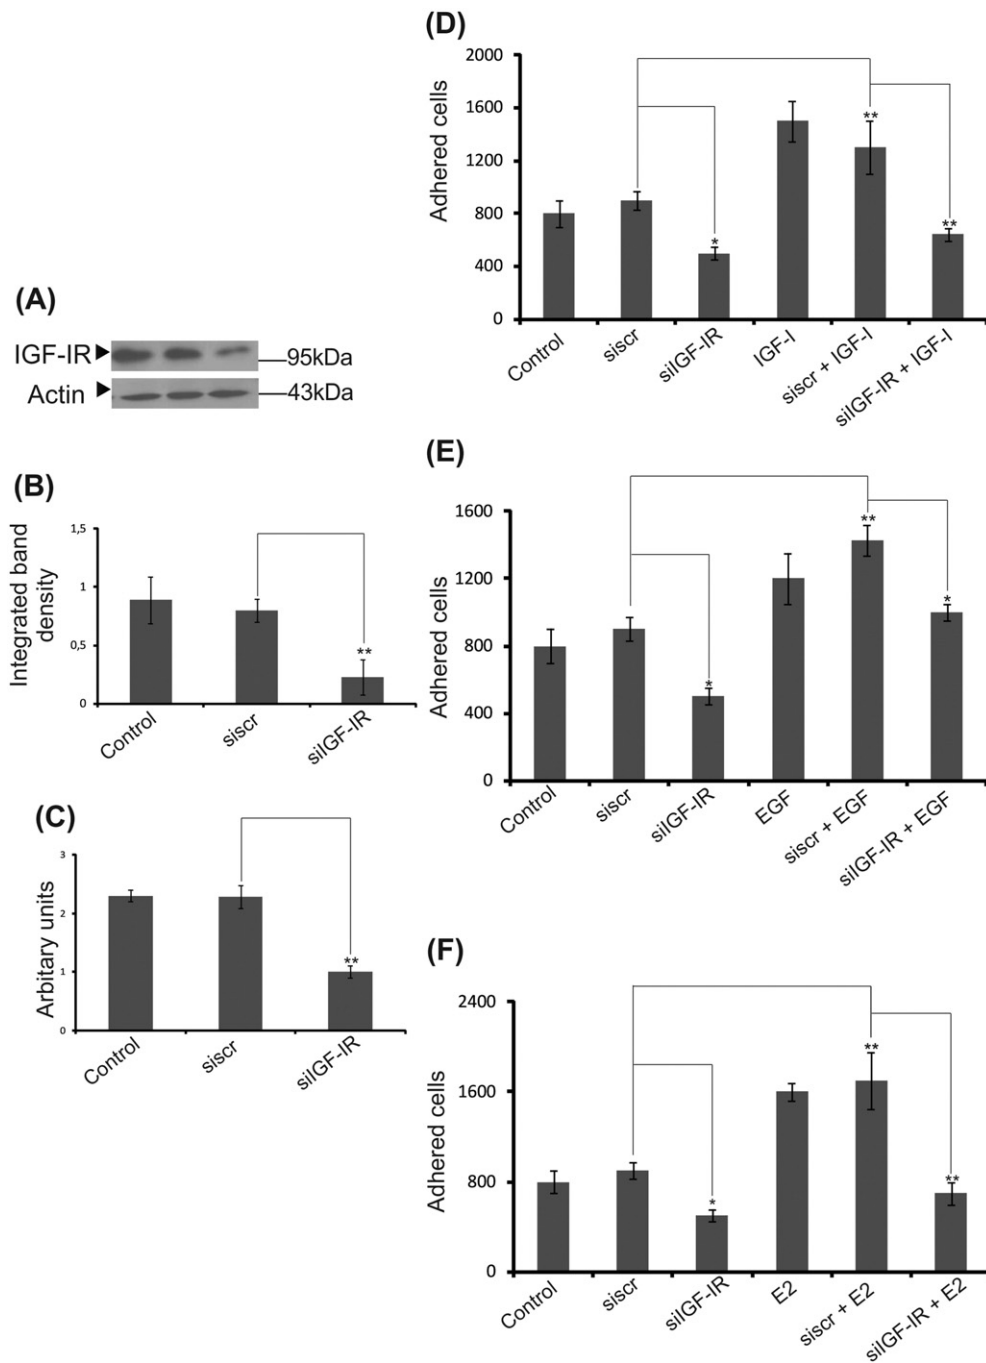 (A)
IGF-IR
95kDa
Actin
43kDa
(B)
Integrated band
density
1,5
1
0,5
0
**
Control
siscr
siIGF-IR
(C)
Arbitary units
3
2
1
0
**
Control
siscr
siIGF-IR
(D)
Adhered cells
2000
1600
1200
800
400
0
*
**
**
Control
siscr
siIGF-IR
IGF-I
siscr + IGF-I
siIGF-IR + IGF-I
(E)
Adhered cells
1600
1200
800
400
0
*
**
*
Control
siscr
siIGF-IR
EGF
siscr + EGF
siIGF-IR + EGF
(F)
Adhered cells
2400
1600
800
0
*
**
**
Control
siscr
siIGF-IR
E2
siscr + E2
siIGF-IR + E2